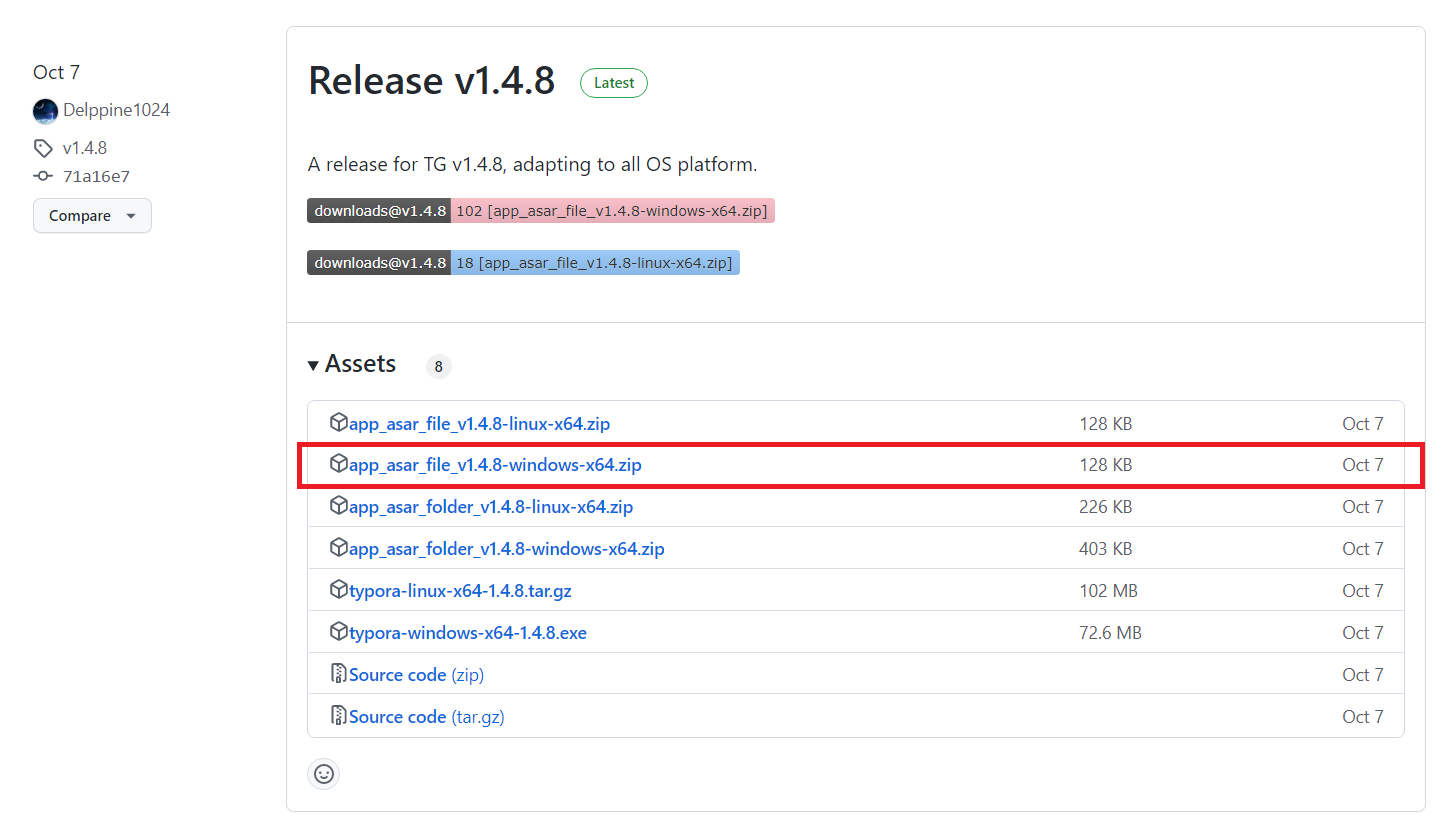 Oct 7
Delppine1024
v1.4.8
71a16e7
Compare
Release v1.4.8 Latest
A release for TG v1.4.8, adapting to all OS platform.
downloads@v1.4.8 102 [app_asar_file_v1.4.8-windows-x64.zip]
downloads@v1.4.8 18 [app_asar_file_v1.4.8-linux-x64.zip]
Assets 8
app_asar_file_v1.4.8-linux-x64.zip 128 KB Oct 7
app_asar_file_v1.4.8-windows-x64.zip 128 KB Oct 7
app_asar_folder_v1.4.8-linux-x64.zip 226 KB Oct 7
app_asar_folder_v1.4.8-windows-x64.zip 403 KB Oct 7
typora-linux-x64-1.4.8.tar.gz 102 MB Oct 7
typora-windows-x64-1.4.8.exe 72.6 MB Oct 7
Source code (zip) Oct 7
Source code (tar.gz) Oct 7